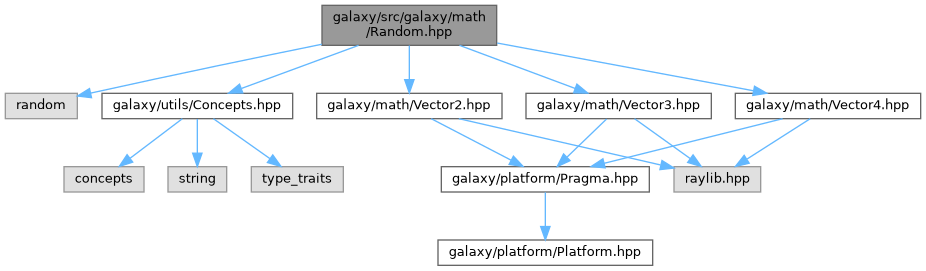 galaxy/src/galaxy/math
/Random.hpp
random
galaxy/utils/Concepts.hpp
galaxy/math/Vector2.hpp
galaxy/math/Vector3.hpp
galaxy/math/Vector4.hpp
concepts
string
type_traits
galaxy/platform/Pragma.hpp
raylib.hpp
galaxy/platform/Platform.hpp